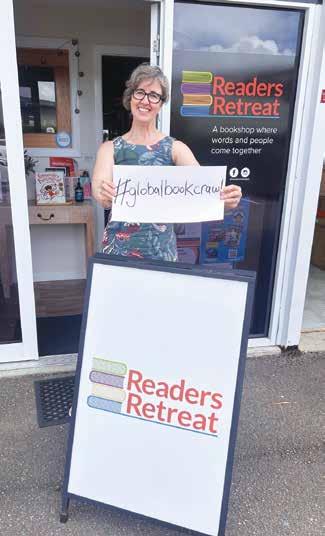 Readers
Retreat
A bookshop where
words and people
come together
#globalbookcrawl
Readers
Retreat